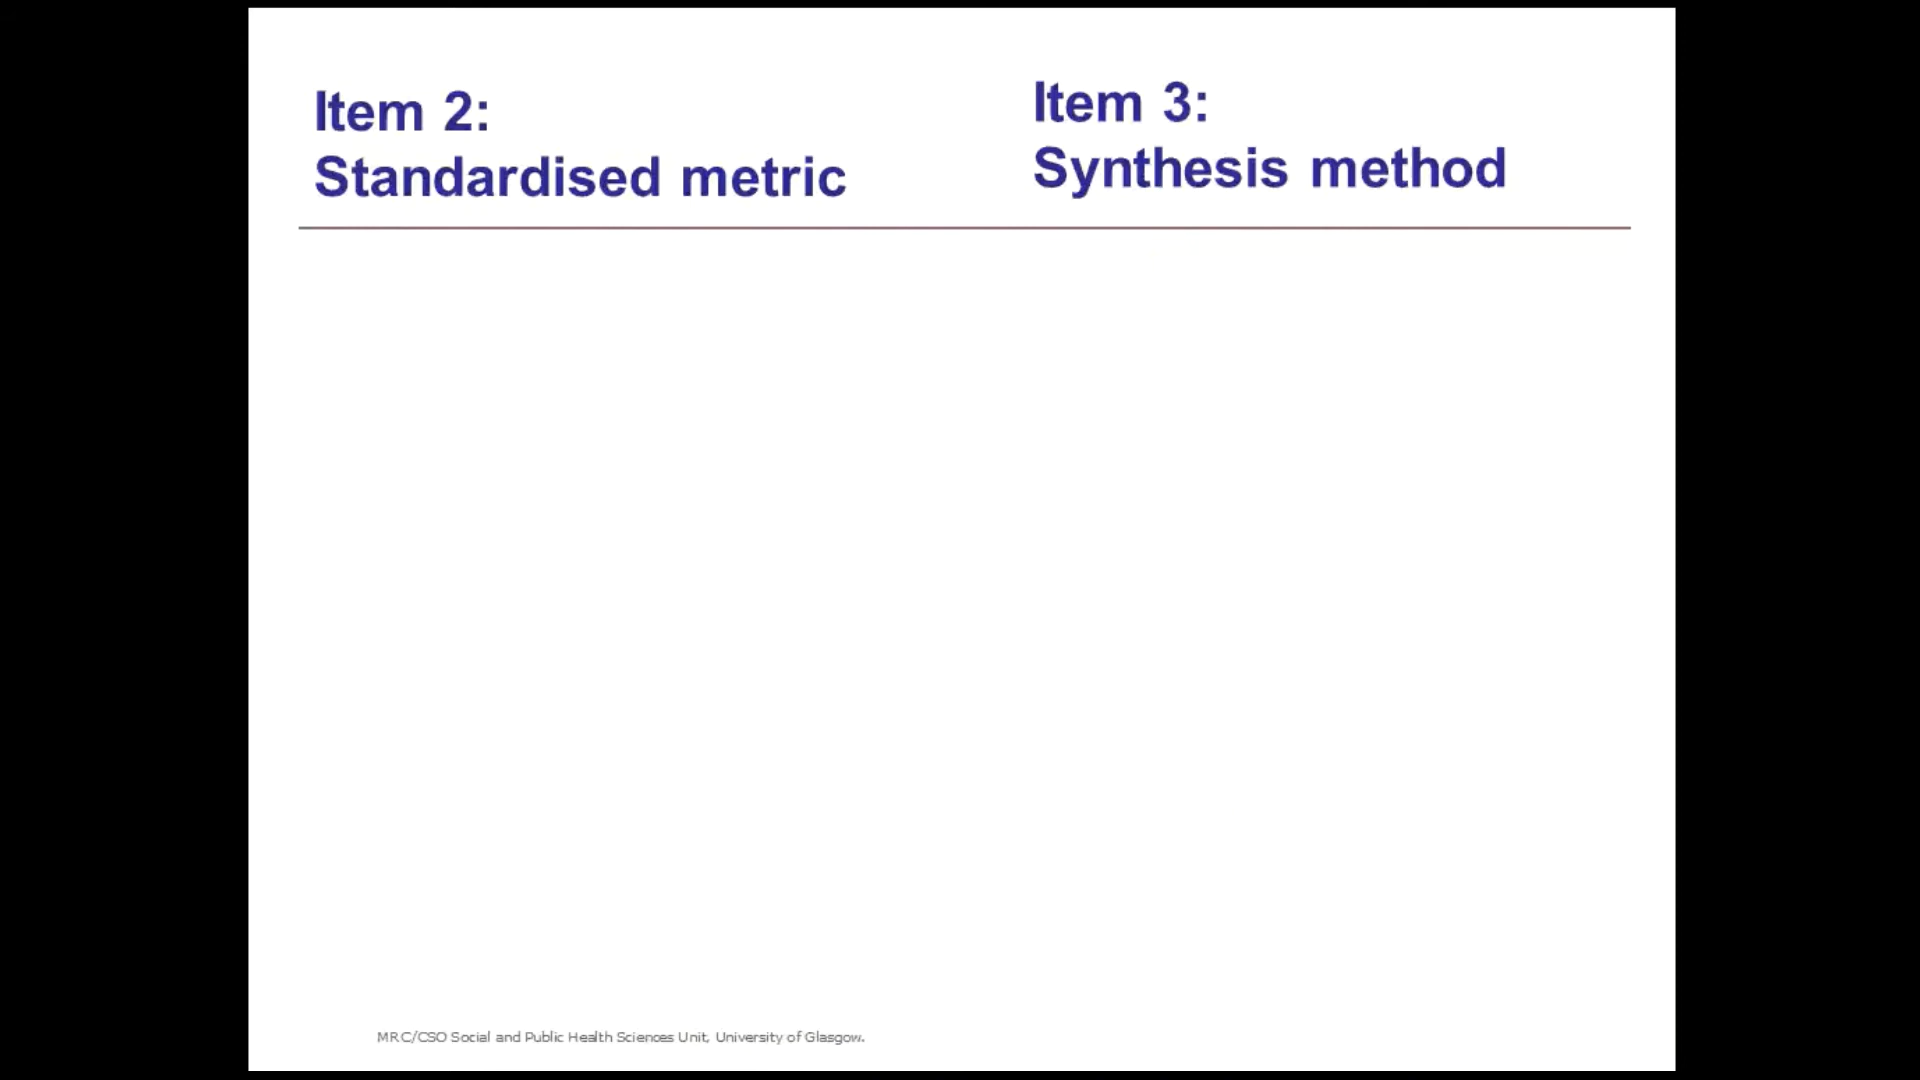 Item 2:
Standardised metric
Item 3:
Synthesis method
MRC/CSO Social and Public Health Sciences Unit, University of Glasgow.